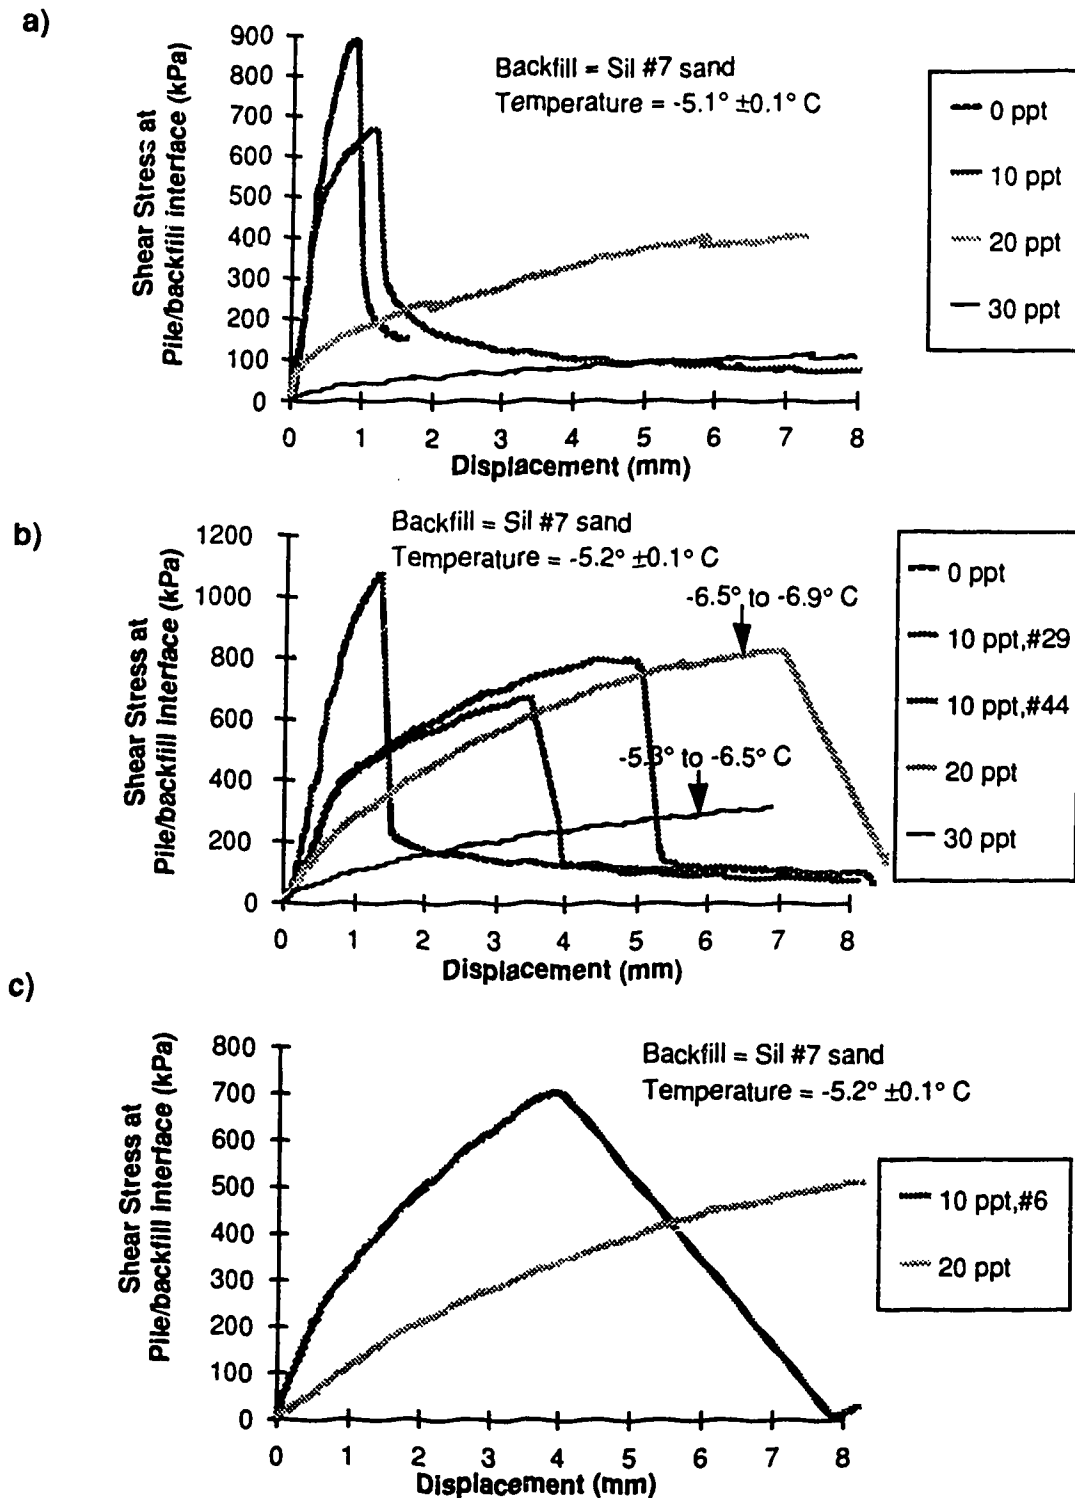 a)
Shear Stress at
Pile/backfill interface (kPa)
900
800
700
600
500
400
300
200
100
0
Backfill = Sil #7 sand
Temperature = -5.1° ±0.1° C
0 ppt
10 ppt
20 ppt
30 ppt
0 1 2 3 4 5 6 7 8
Displacement (mm)
b)
Shear Stress at
Pile/backfill Interface (kPa)
1200
1000
800
600
400
200
0
Backfill = Sil #7 sand
Temperature = -5.2° ±0.1° C
-6.5° to -6.9° C
-5.3° to -6.5° C
0 ppt
10 ppt,#29
10 ppt,#44
20 ppt
30 ppt
0 1 2 3 4 5 6 7 8
Displacement (mm)
c)
Shear Stress at
Pile/backfill Interface (kPa)
800
700
600
500
400
300
200
100
0
Backfill = Sil #7 sand
Temperature = -5.2° ±0.1° C
10 ppt,#6
20 ppt
0 1 2 3 4 5 6 7 8
Displacement (mm)